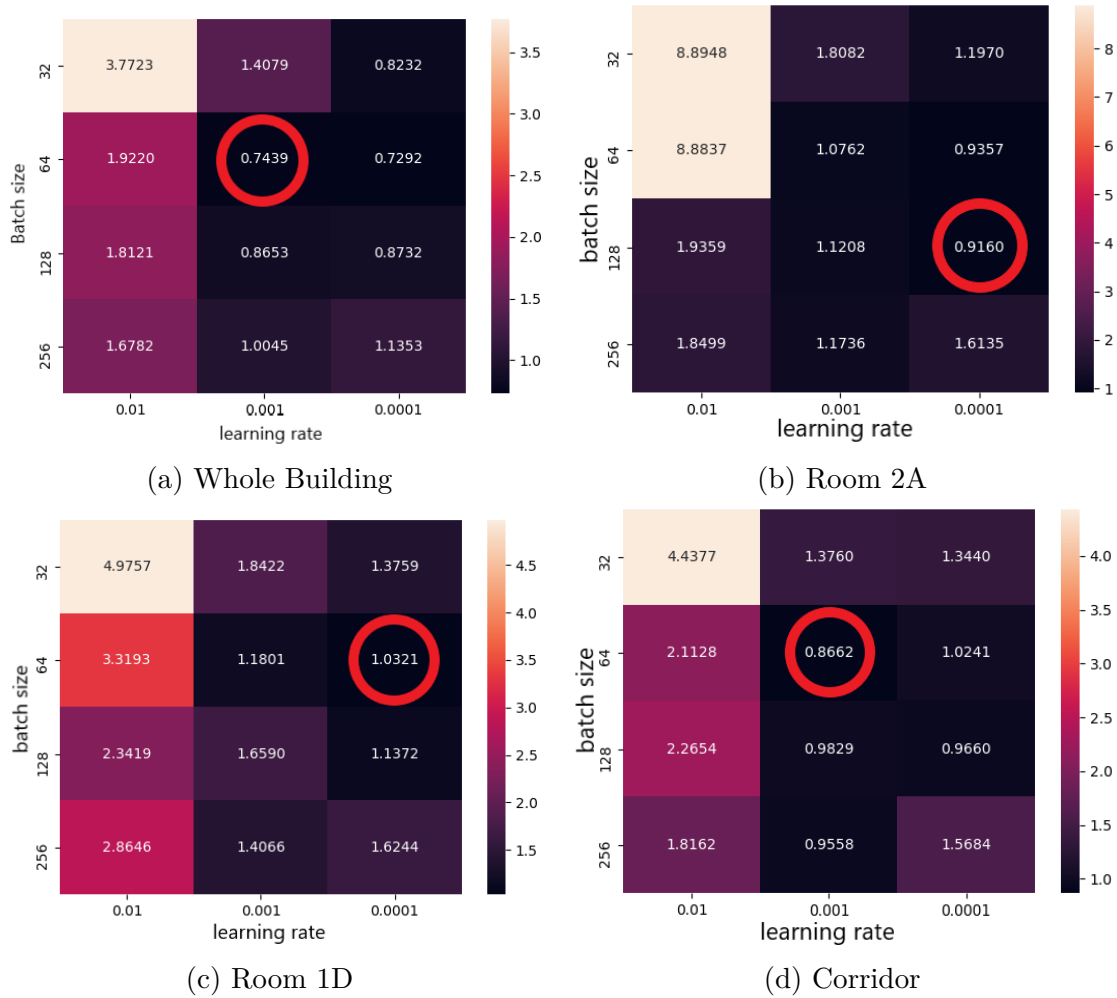 32 3.7723 1.4079 0.8232
64 1.9220 0.7439 0.7292
128 1.8121 0.8653 0.8732
256 1.6782 1.0045 1.1353
Batch size
0.01 0.001 0.0001
learning rate
3.5
3.0
2.5
2.0
1.5
1.0
(a) Whole Building
32 8.8948 1.8082 1.1970
64 8.8837 1.0762 0.9357
128 1.9359 1.1208 0.9160
256 1.8499 1.1736 1.6135
batch size
0.01 0.001 0.0001
learning rate
8
7
6
5
4
3
2
1
(b) Room 2A
32 4.9757 1.8422 1.3759
64 3.3193 1.1801 1.0321
128 2.3419 1.6590 1.1372
256 2.8646 1.4066 1.6244
batch size
0.01 0.001 0.0001
learning rate
4.5
4.0
3.5
3.0
2.5
2.0
1.5
(c) Room 1D
32 4.4377 1.3760 1.3440
64 2.1128 0.8662 1.0241
128 2.2654 0.9829 0.9660
256 1.8162 0.9558 1.5684
batch size
0.01 0.001 0.0001
learning rate
4.0
3.5
3.0
2.5
2.0
1.5
1.0
(d) Corridor